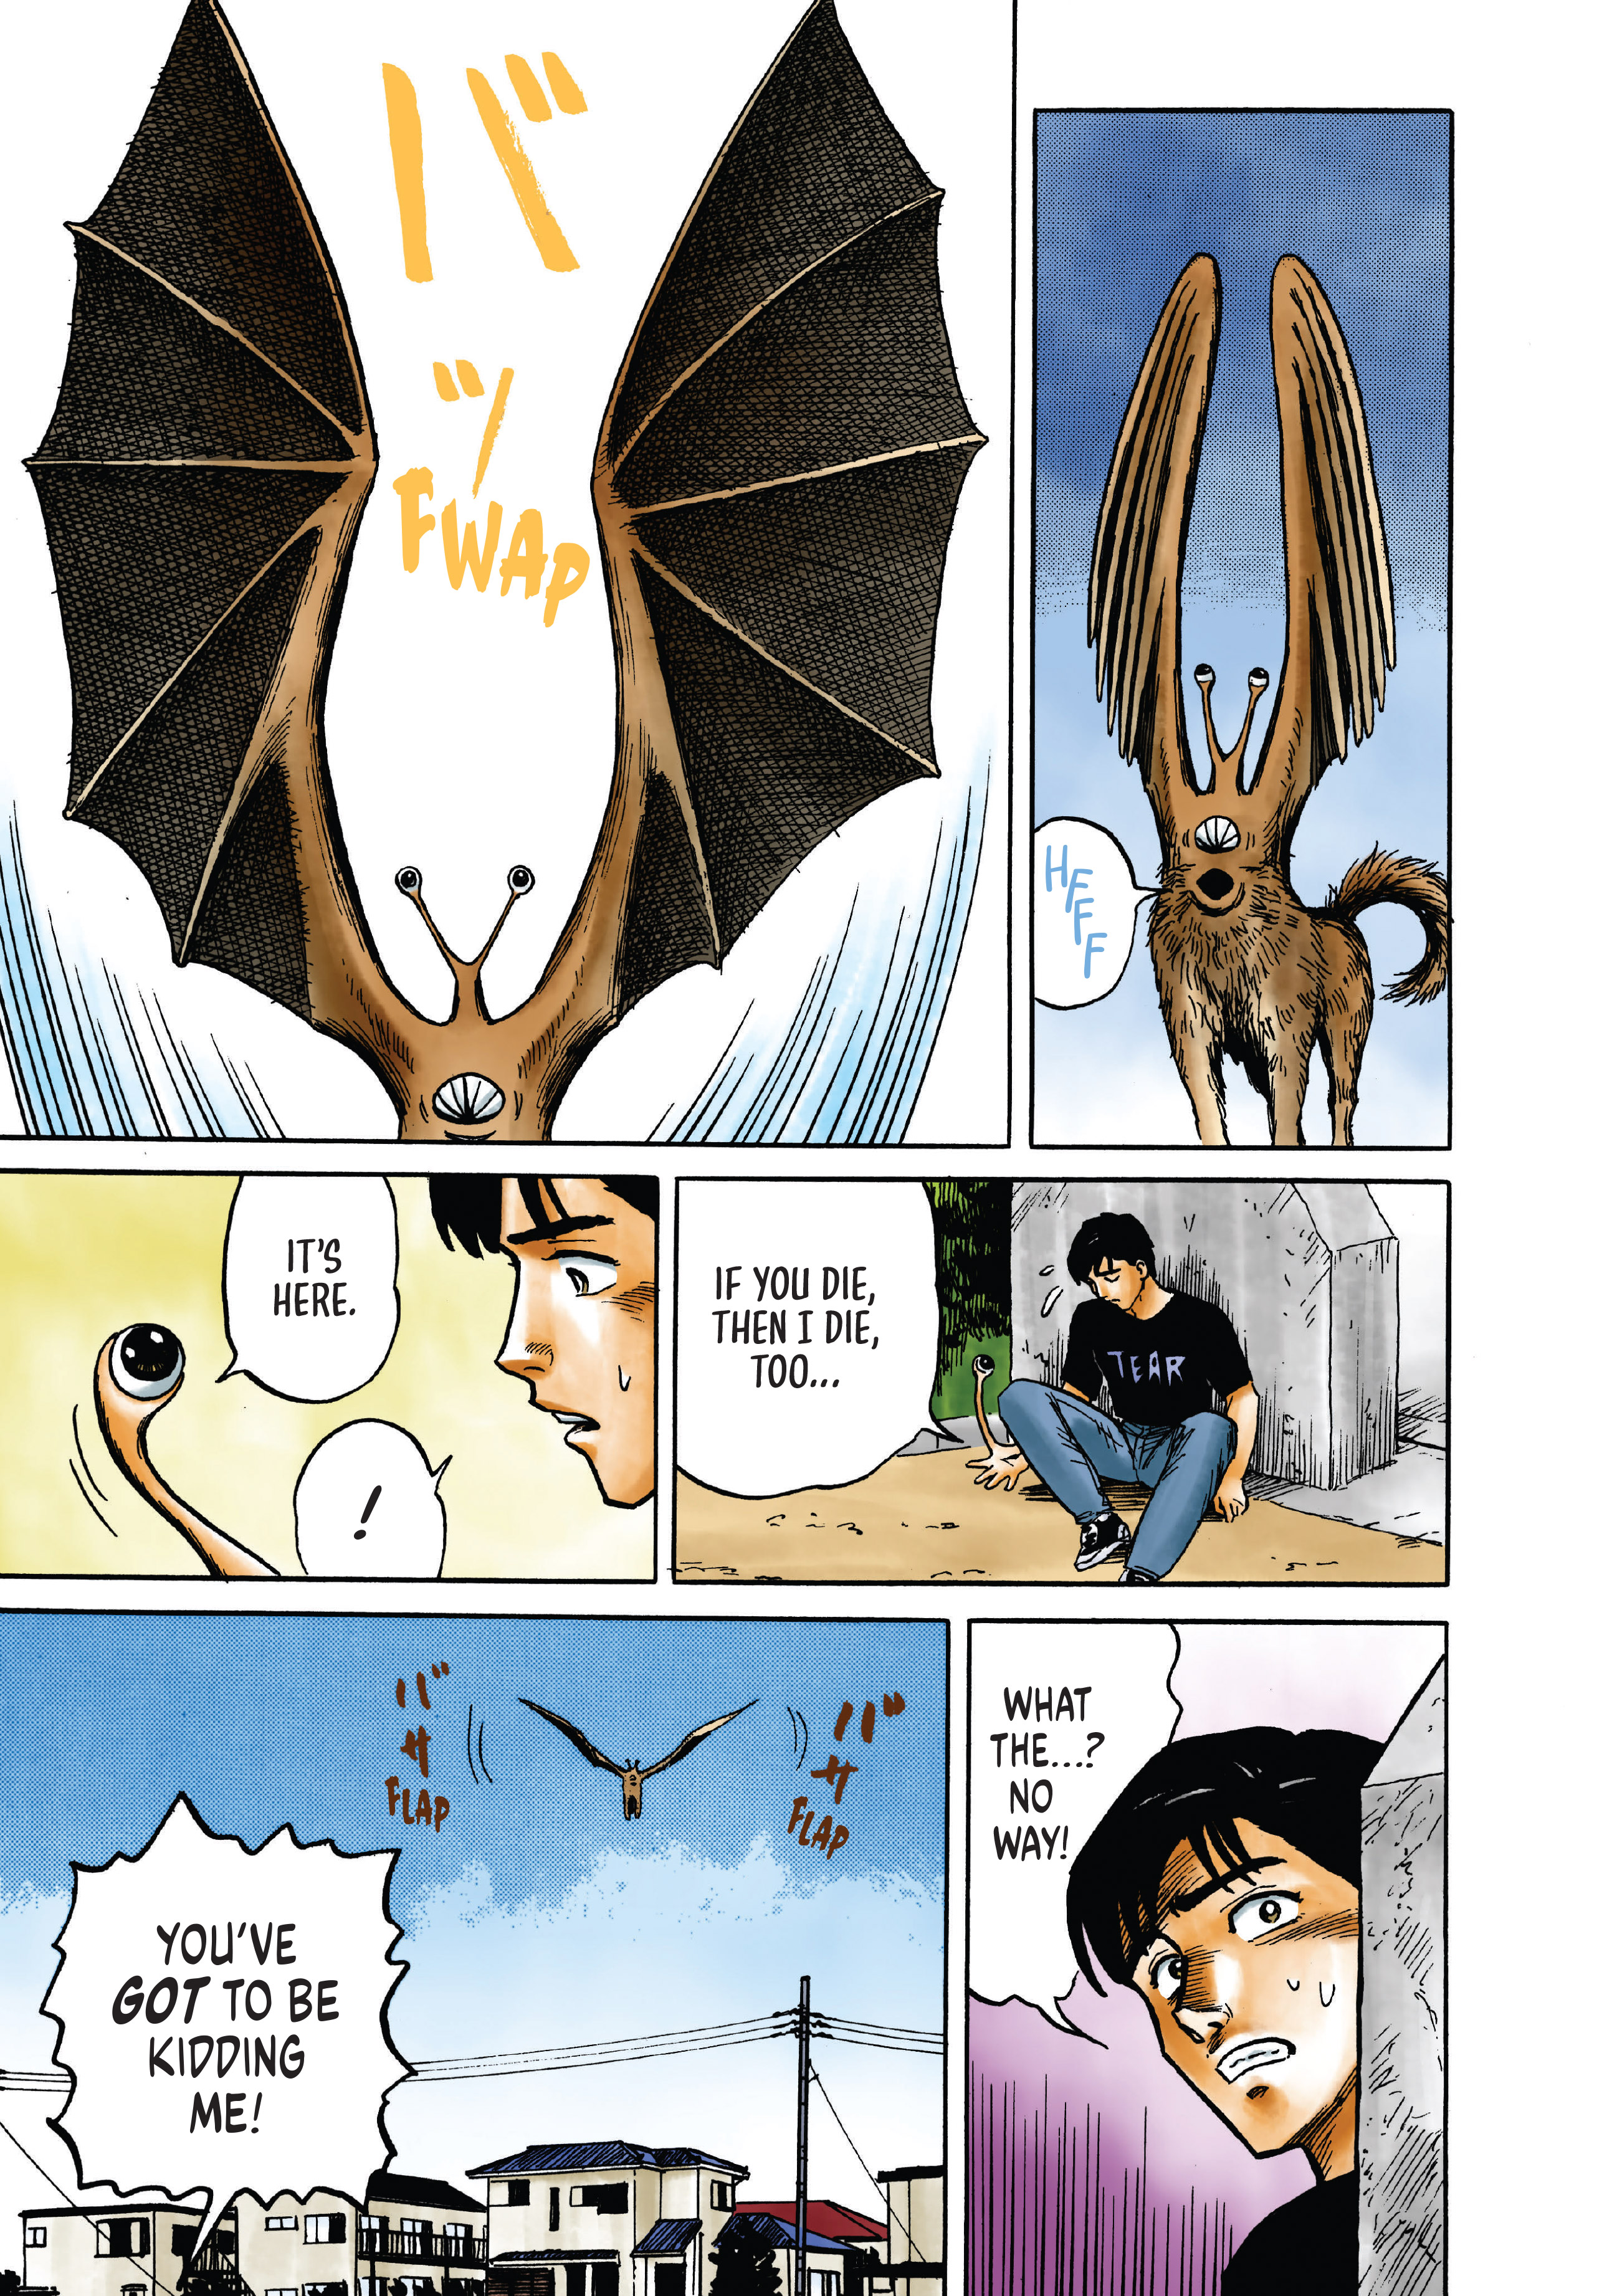 HFFF
バッ
FWAP
IF YOU DIE,
THEN I DIE,
TOO...
TEAR
IT'S
HERE.
!
WHAT
THE...?
NO
WAY!
バサ
FLAP
バサ
FLAP
YOU'VE
GOT TO BE
KIDDING
ME!